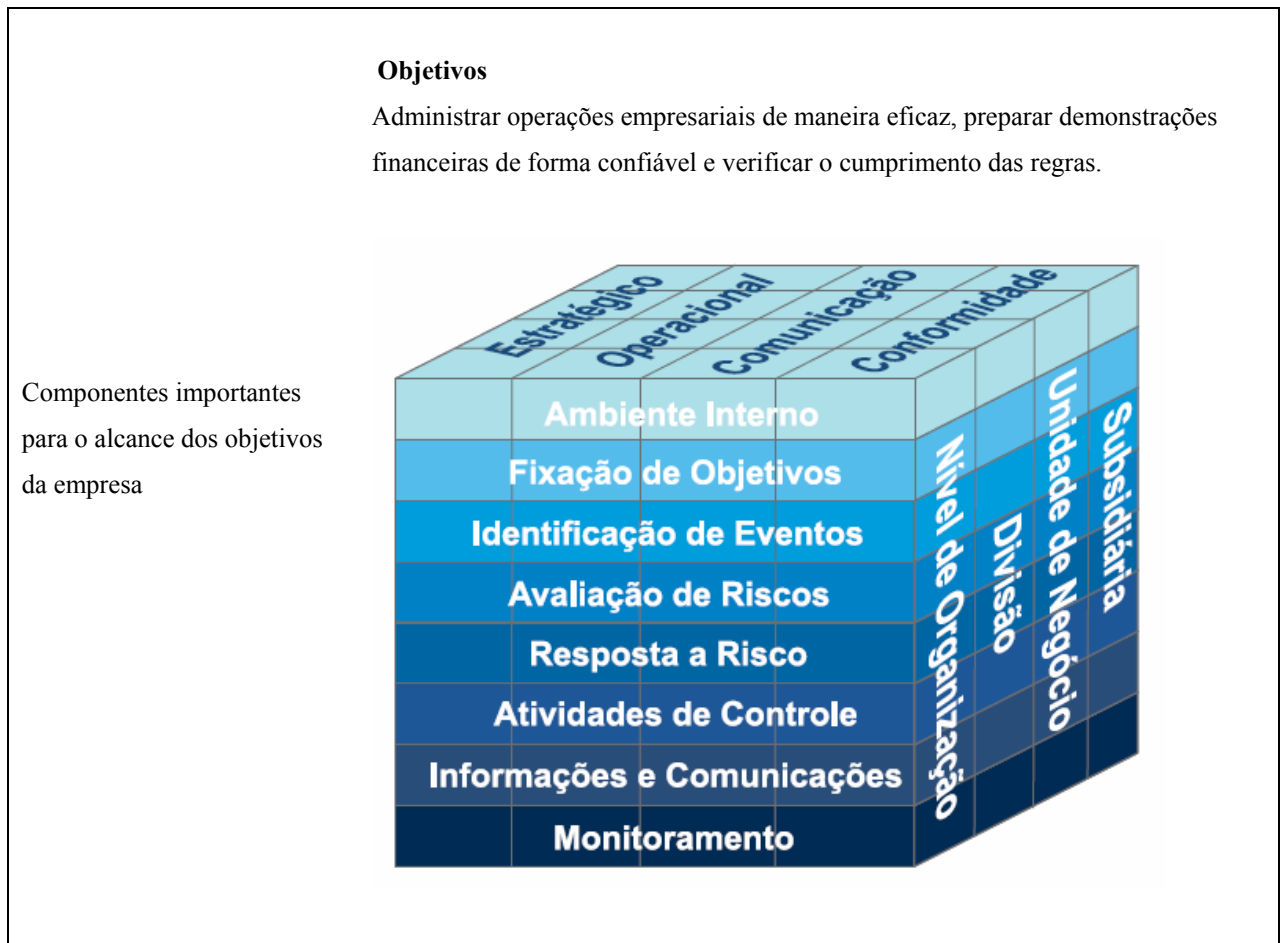 Objetivos
Administrar operações empresariais de maneira eficaz, preparar demonstrações
financeiras de forma confiável e verificar o cumprimento das regras.
Componentes importantes
para o alcance dos objetivos
da empresa
Estratégico
Operacional
Comunicação
Conformidade
Ambiente Interno
Fixação de Objetivos
Identificação de Eventos
Avaliação de Riscos
Resposta a Risco
Atividades de Controle
Informações e Comunicações
Monitoramento
Nível de Organização
Divisão
Unidade de Negócio
Subsidiária